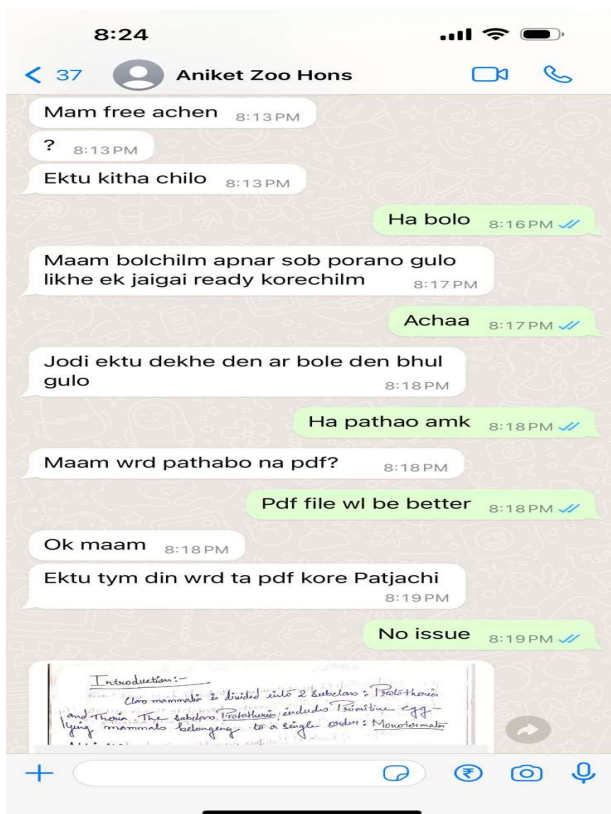 8:24
37
Aniket Zoo Hons
Mam free achen 8:13 PM
? 8:13 PM
Ektu kitha chilo 8:13 PM
Ha bolo 8:16 PM
Maam bolchilm apnar sob porano gulo
likhe ek jaigai ready korechilm 8:17 PM
Achaa 8:17 PM
Jodi ektu dekhe den ar bole den bhul
gulo 8:18 PM
Ha pathao amk 8:18 PM
Maam wrd pathabo na pdf? 8:18 PM
Pdf file wl be better 8:18 PM
Ok maam 8:18 PM
Ektu tym din wrd ta pdf kore Patjachi
8:19 PM
No issue 8:19 PM
Introduction:-
Class mammalia is divided into 2 subclass: Prototheria
and Theria. The subclass Prototheria includes Primitive egg-
lying mammals belonging to a single order: Monotremata